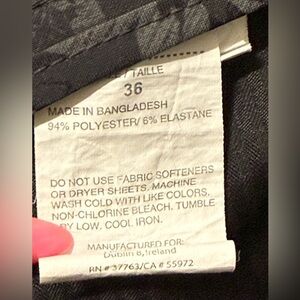 / TAILLE
36
MADE IN BANGLADESH
94% POLYESTER/ 6% ELASTANE
DO NOT USE FABRIC SOFTENERS
OR DRYER SHEETS. MACHINE
WASH COLD WITH LIKE COLORS.
NON-CHLORINE BLEACH. TUMBLE
DRY LOW. COOL IRON.
MANUFACTURED FOR:
Dublin 8, Ireland
RN # 37763/CA # 55972